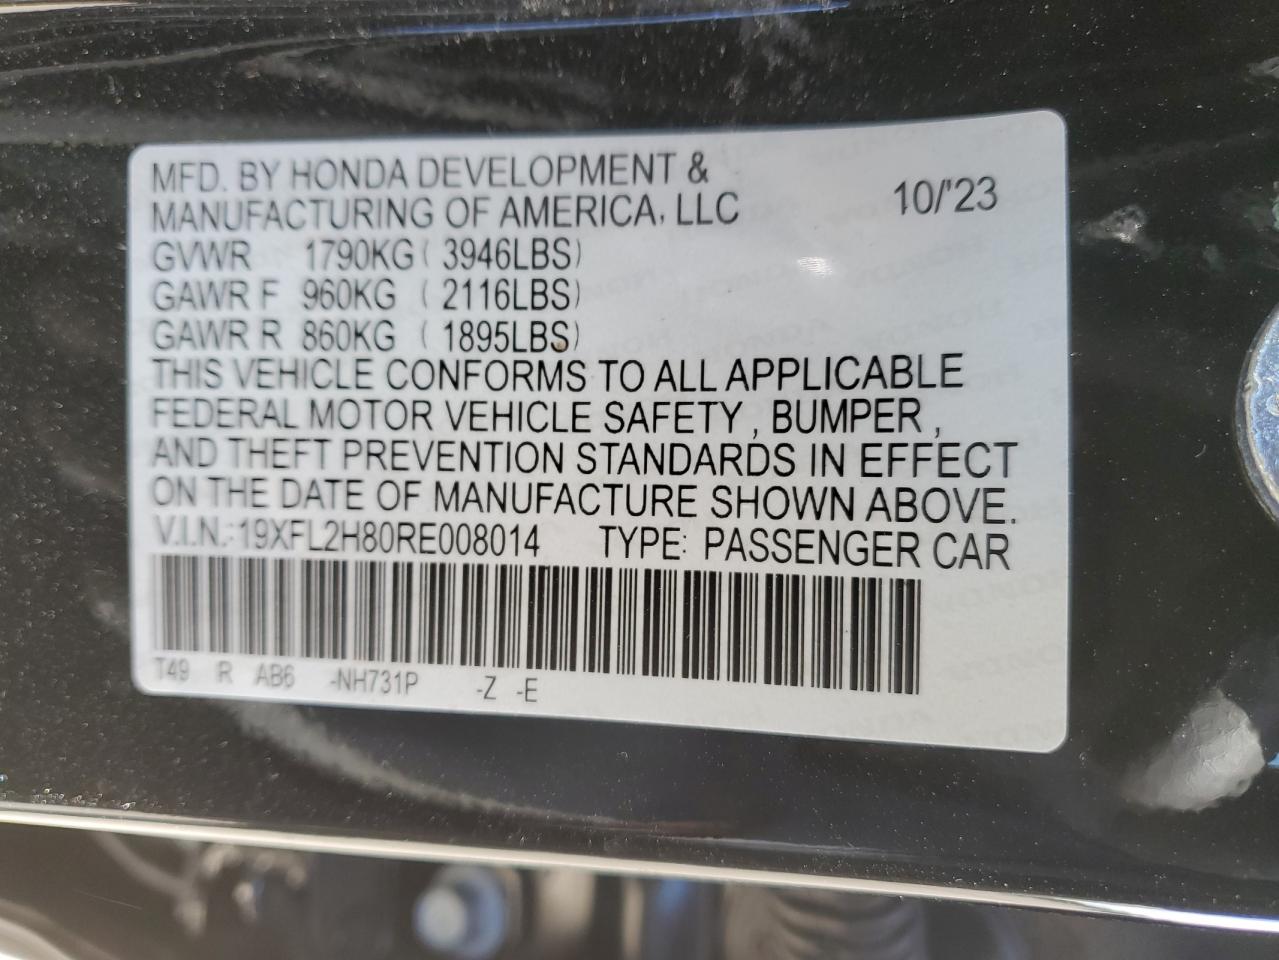 MFD. BY HONDA DEVELOPMENT &
MANUFACTURING OF AMERICA, LLC 10/'23
GVWR 1790KG ( 3946LBS)
GAWR F 960KG ( 2116LBS)
GAWR R 860KG ( 1895LBS)
THIS VEHICLE CONFORMS TO ALL APPLICABLE
FEDERAL MOTOR VEHICLE SAFETY , BUMPER ,
AND THEFT PREVENTION STANDARDS IN EFFECT
ON THE DATE OF MANUFACTURE SHOWN ABOVE.
V.I.N.: 19XFL2H80RE008014 TYPE: PASSENGER CAR
T49 R AB6 -NH731P -Z -E